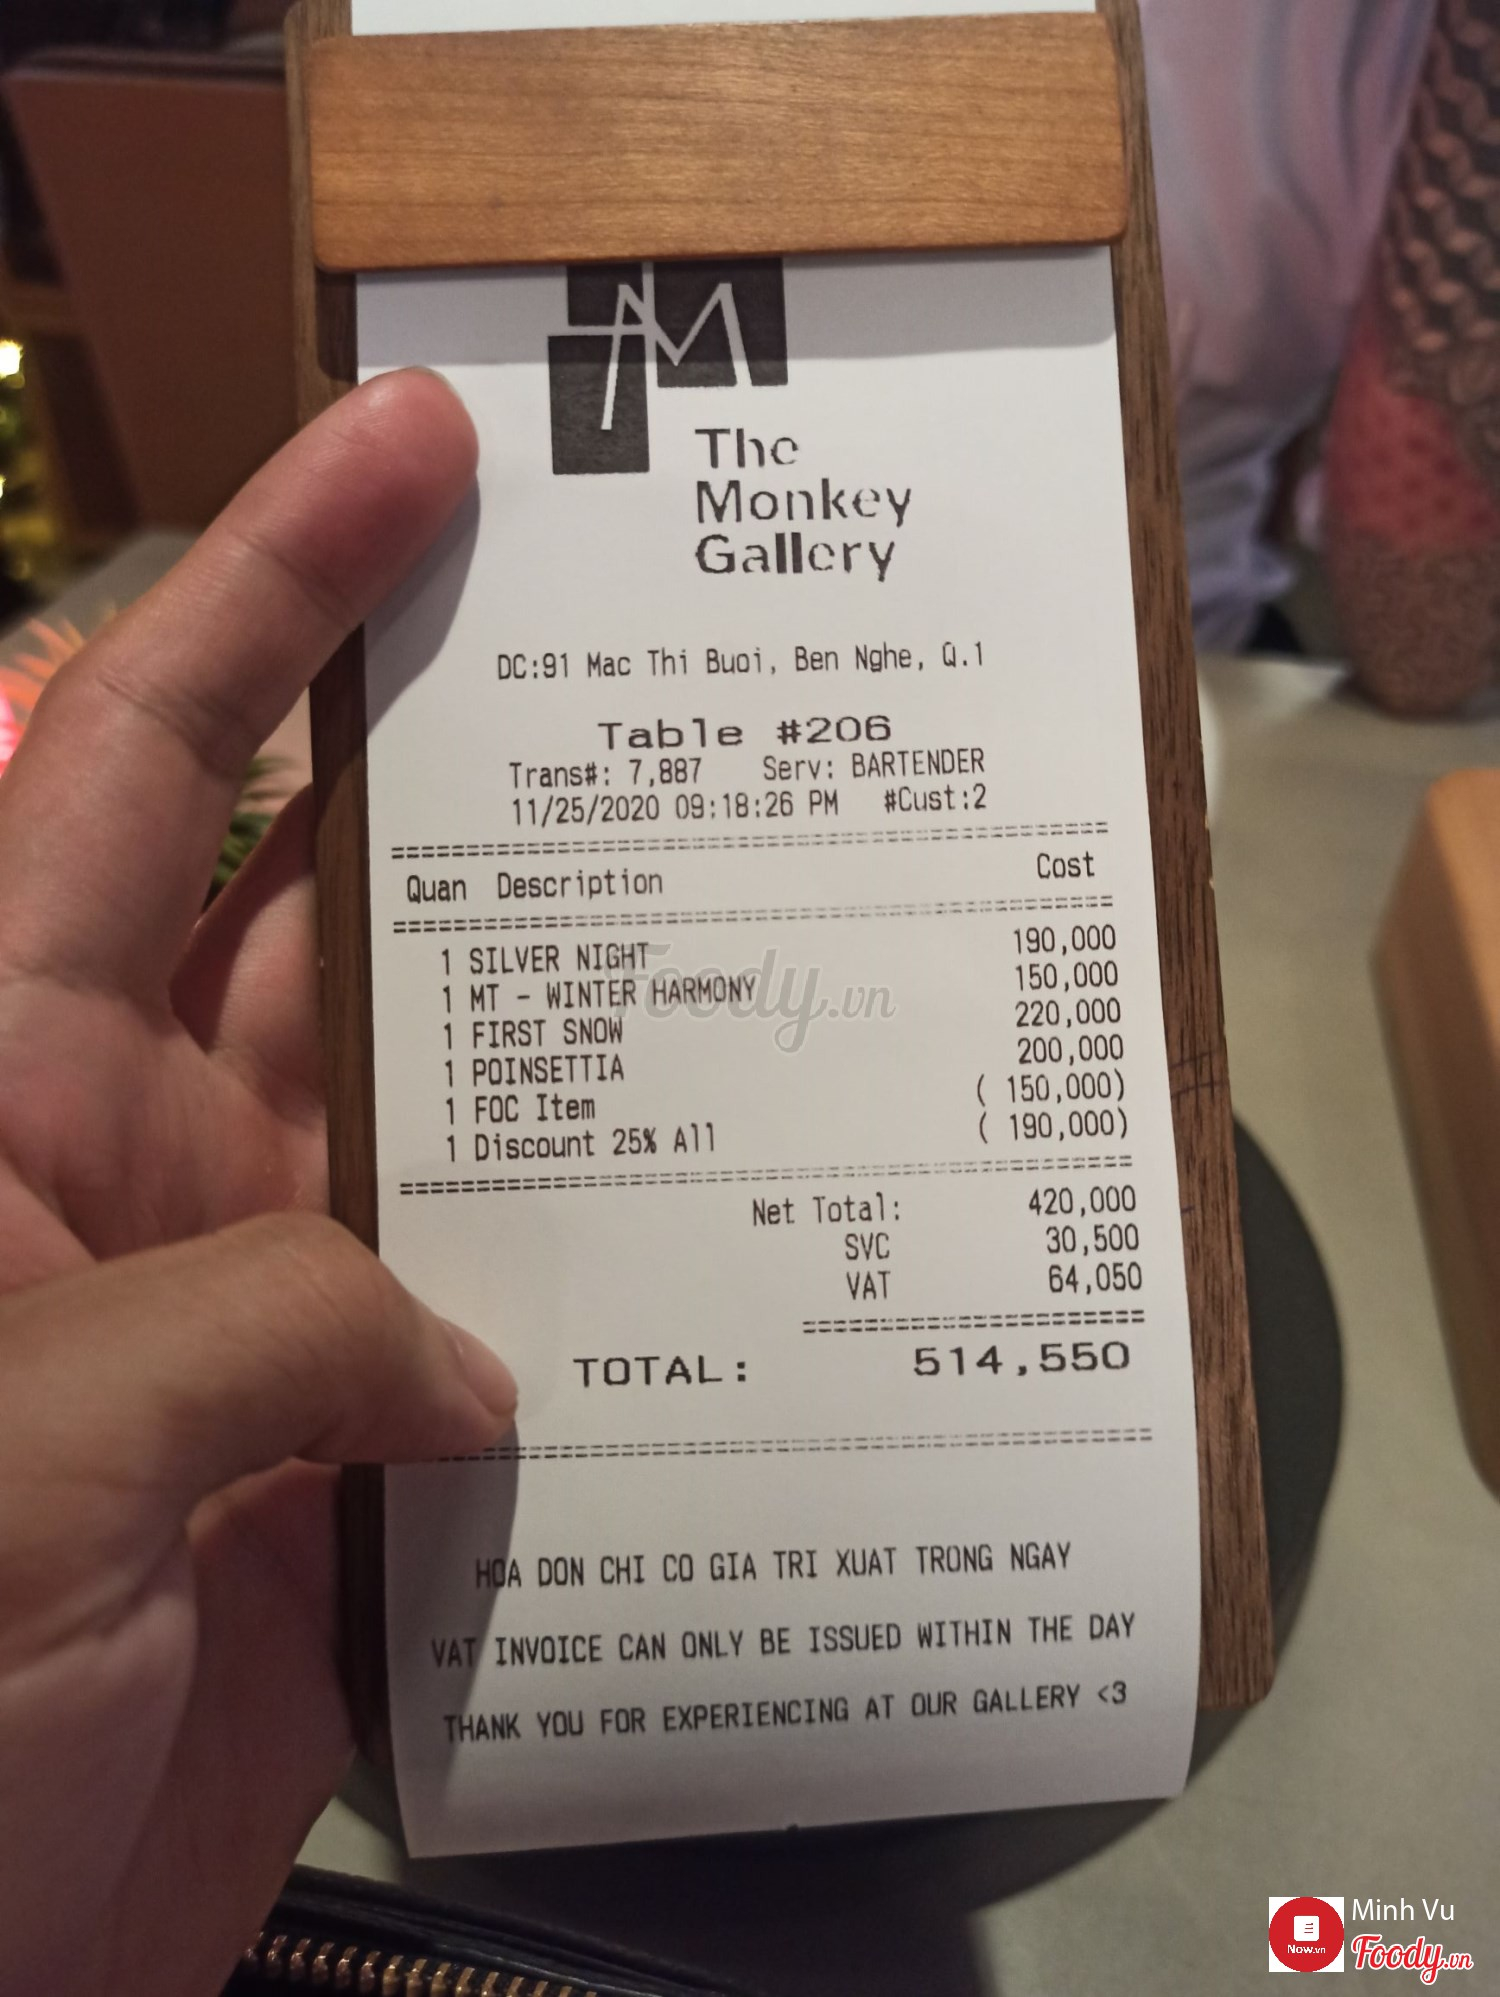 The
Monkey
Gallery
DC:91 Mac Thi Buoi, Ben Nghe, Q.1
Table #206
Trans#: 7,887 Serv: BARTENDER
11/25/2020 09:18:26 PM #Cust:2
Quan Description Cost
1 SILVER NIGHT 190,000
1 MT - WINTER HARMONY 150,000
1 FIRST SNOW 220,000
1 POINSETTIA 200,000
1 FOC Item ( 150,000)
1 Discount 25% All ( 190,000)
Net Total: 420,000
SVC 30,500
VAT 64,050
TOTAL: 514,550
HOA DON CHI CO GIA TRI XUAT TRONG NGAY
VAT INVOICE CAN ONLY BE ISSUED WITHIN THE DAY
THANK YOU FOR EXPERIENCING AT OUR GALLERY <3
Foody.vn
Now.vn
Minh Vu
Foody.vn